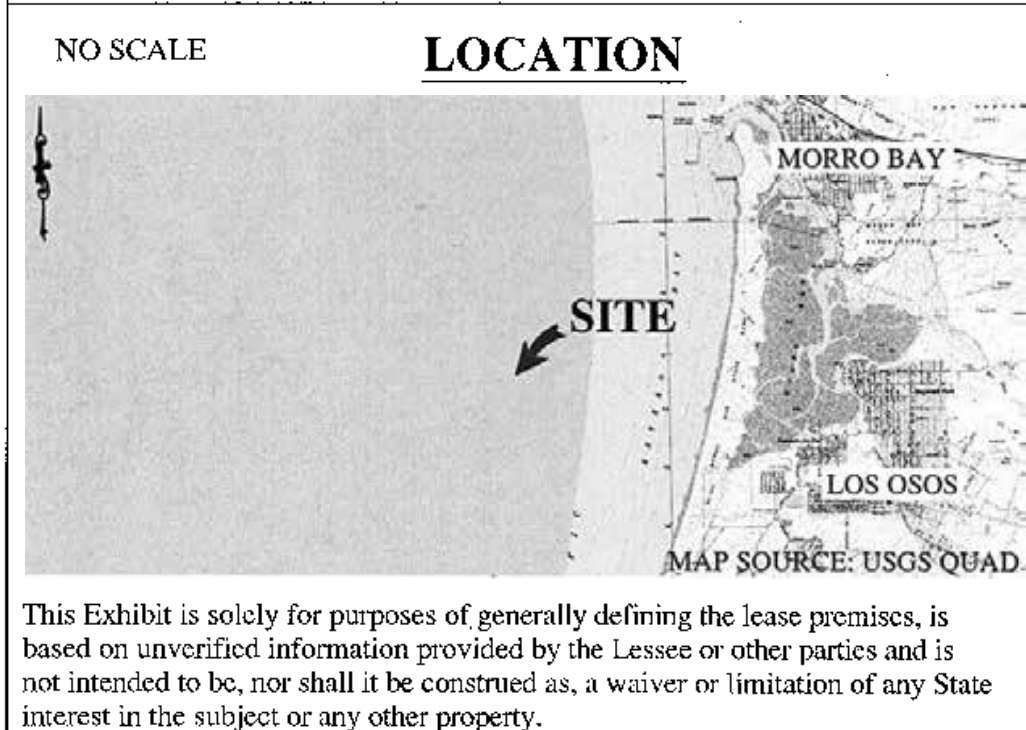 NO SCALE
LOCATION
MORRO BAY
SITE
LOS OSOS
MAP SOURCE: USGS QUAD
This Exhibit is solely for purposes of generally defining the lease premises, is
based on unverified information provided by the Lessee or other parties and is
not intended to be, nor shall it be construed as, a waiver or limitation of any State
interest in the subject or any other property.